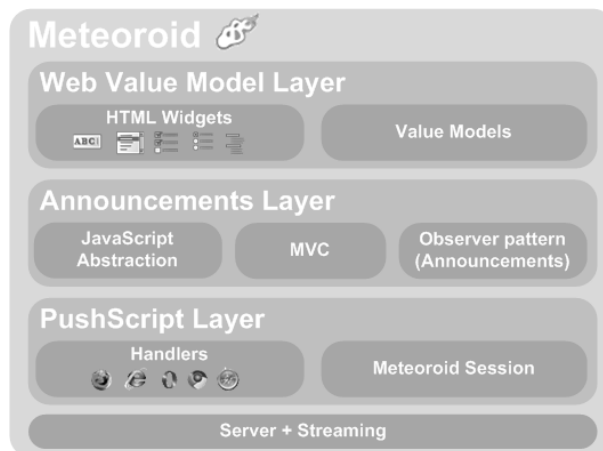 Meteoroid
Web Value Model Layer
HTML Widgets
ABC
Value Models
Announcements Layer
JavaScript
Abstraction
MVC
Observer pattern
(Announcements)
PushScript Layer
Handlers
Meteoroid Session
Server + Streaming